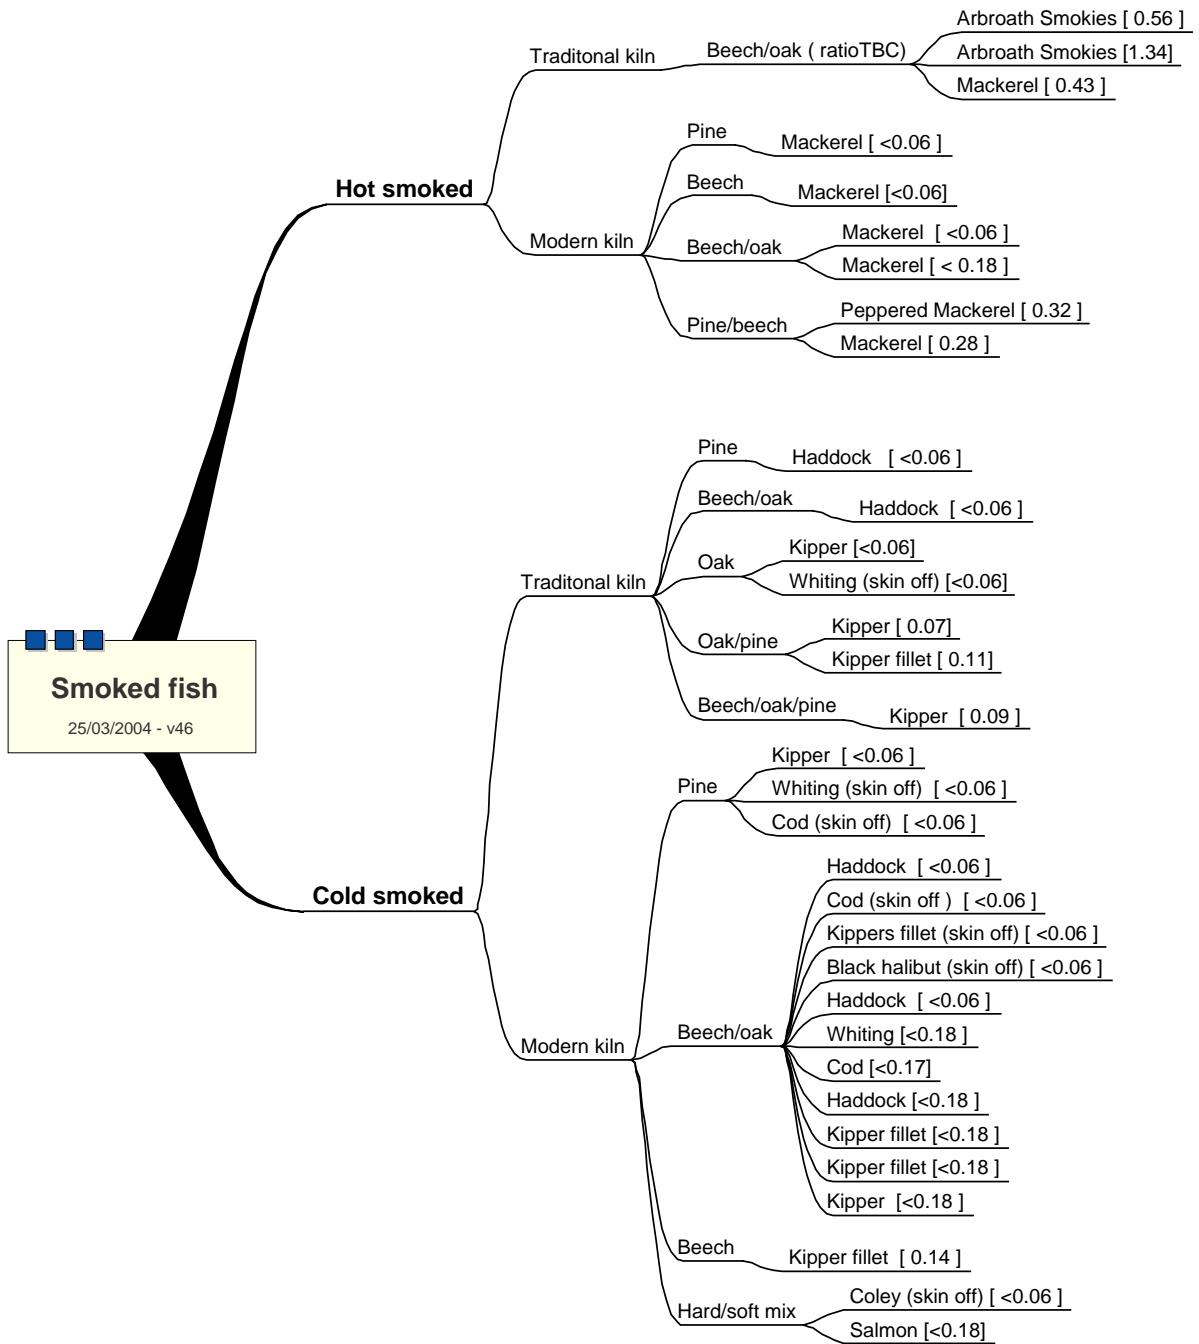 Smoked fish
25/03/2004 - v46
Hot smoked
Traditonal kiln
Beech/oak ( ratioTBC)
Arbroath Smokies [ 0.56 ]
Arbroath Smokies [1.34]
Mackerel [ 0.43 ]
Modern kiln
Pine
Mackerel [ <0.06 ]
Beech
Mackerel [<0.06]
Beech/oak
Mackerel [ <0.06 ]
Mackerel [ < 0.18 ]
Pine/beech
Peppered Mackerel [ 0.32 ]
Mackerel [ 0.28 ]
Cold smoked
Traditonal kiln
Pine
Haddock [ <0.06 ]
Beech/oak
Haddock [ <0.06 ]
Oak
Kipper [<0.06]
Whiting (skin off) [<0.06]
Oak/pine
Kipper [ 0.07]
Kipper fillet [ 0.11]
Beech/oak/pine
Kipper [ 0.09 ]
Modern kiln
Pine
Kipper [ <0.06 ]
Whiting (skin off) [ <0.06 ]
Cod (skin off) [ <0.06 ]
Beech/oak
Haddock [ <0.06 ]
Cod (skin off ) [ <0.06 ]
Kippers fillet (skin off) [ <0.06 ]
Black halibut (skin off) [ <0.06 ]
Haddock [ <0.06 ]
Whiting [<0.18 ]
Cod [<0.17]
Haddock [<0.18 ]
Kipper fillet [<0.18 ]
Kipper fillet [<0.18 ]
Kipper [<0.18 ]
Beech
Kipper fillet [ 0.14 ]
Hard/soft mix
Coley (skin off) [ <0.06 ]
Salmon [<0.18]